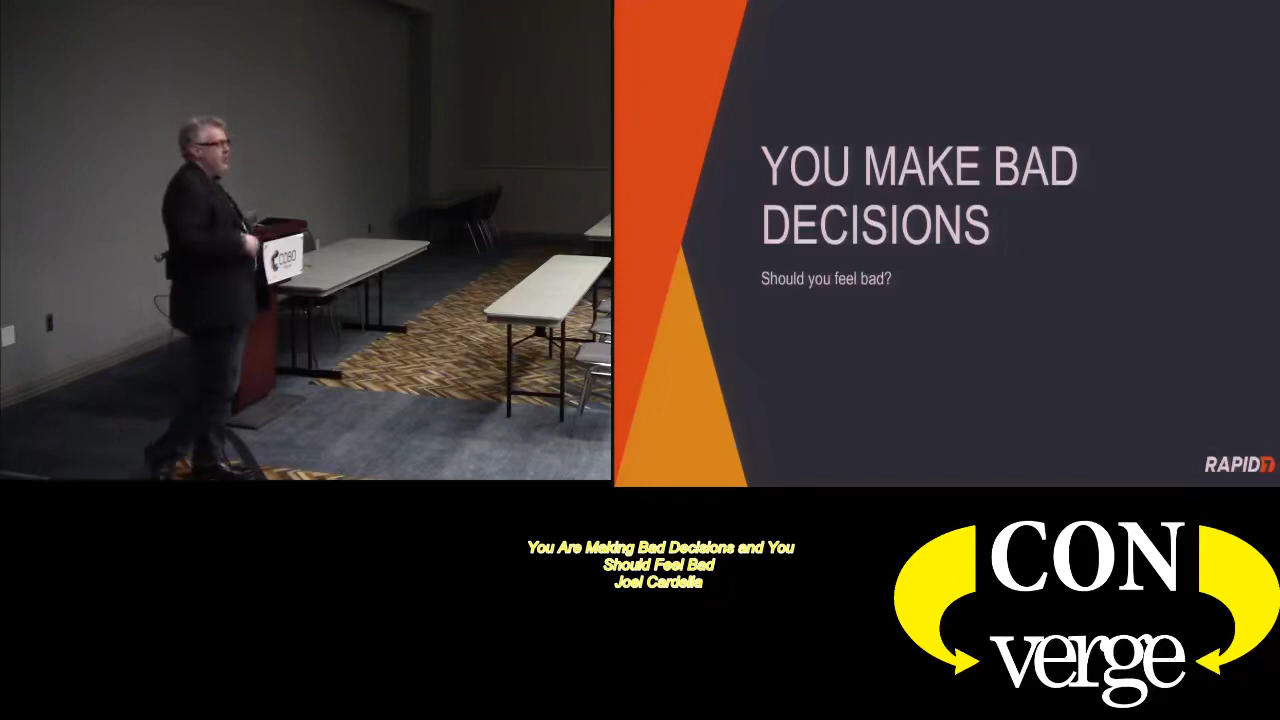 YOU MAKE BAD
DECISIONS
Should you feel bad?
RAPID7
COBO
You Are Making Bad Decisions and You
Should Feel Bad
Joel Cardella
CON
verge